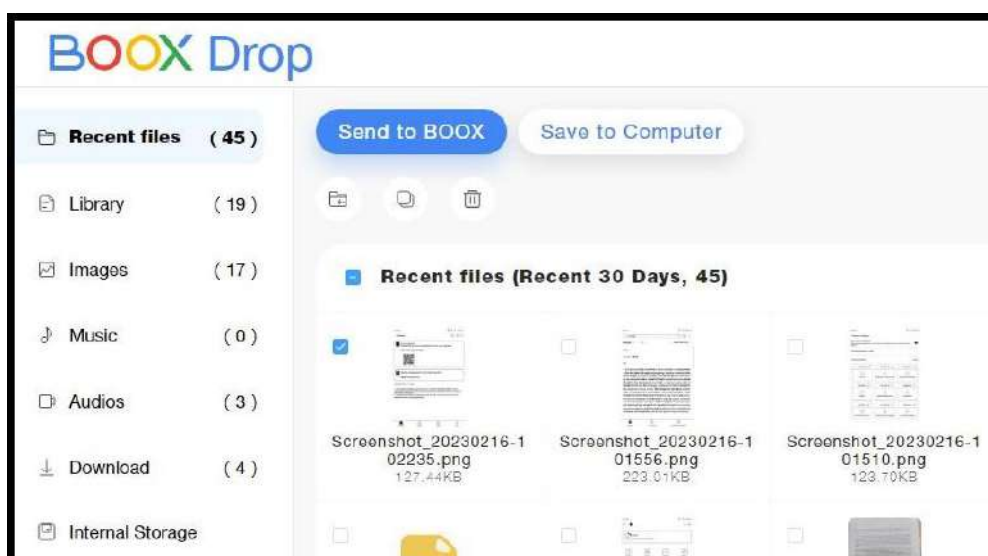 BOOX Drop
Recent files (45)
Library (19)
Images (17)
Music (0)
Audios (3)
Download (4)
Internal Storage
Send to BOOX Save to Computer
Recent files (Recent 30 Days, 45)
Screenshot_20230216-1
02235.png
127.44KB
Screenshot_20230216-1
01556.png
223.01KB
Screenshot_20230216-1
01510.png
123.70KB